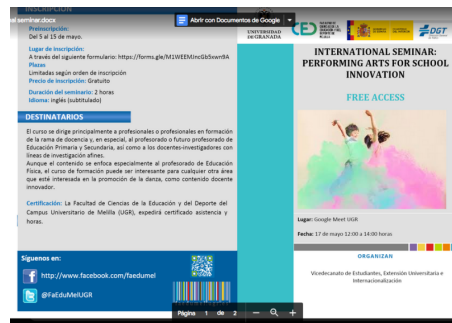 al seminar.docx
Abrir con Documentos de Google
INSCRIPCIÓN
Preinscripción:
Del 5 al 15 de mayo.
Lugar de inscripción:
A través del siguiente formulario: https://forms.gle/M1WEEMJncGb5xwn9A
Plazas
Limitadas según orden de inscripción
Precio de inscripción: Gratuito
Duración del seminario: 2 horas
Idioma: inglés (subtitulado)
DESTINATARIOS
El curso se dirige principalmente a profesionales o profesionales en formación
de la rama de docencia y, en especial, al profesorado o futuro profesorado de
Educación Primaria y Secundaria, así como a los docentes-investigadores con
líneas de investigación afines.
Aunque el contenido se enfoca especialmente al profesorado de Educación
Física, el curso de formación puede ser interesante para cualquier otra área
que esté interesada en la promoción de la danza, como contenido docente
innovador.
Certificación: La Facultad de Ciencias de la Educación y del Deporte del
Campus Universitario de Melilla (UGR), expedirá certificado asistencia y
horas.
Síguenos en:
http://www.facebook.com/faedumel
@FaEduMelUGR
Página 1 de 2
UNIVERSIDAD
DE GRANADA
CED
DGT
INTERNATIONAL SEMINAR:
PERFORMING ARTS FOR SCHOOL
INNOVATION
FREE ACCESS
Lugar: Google Meet UGR
Fecha: 17 de mayo 12:00 a 14:00 horas
ORGANIZAN
Vicedecanato de Estudiantes, Extensión Universitaria e
Internacionalización